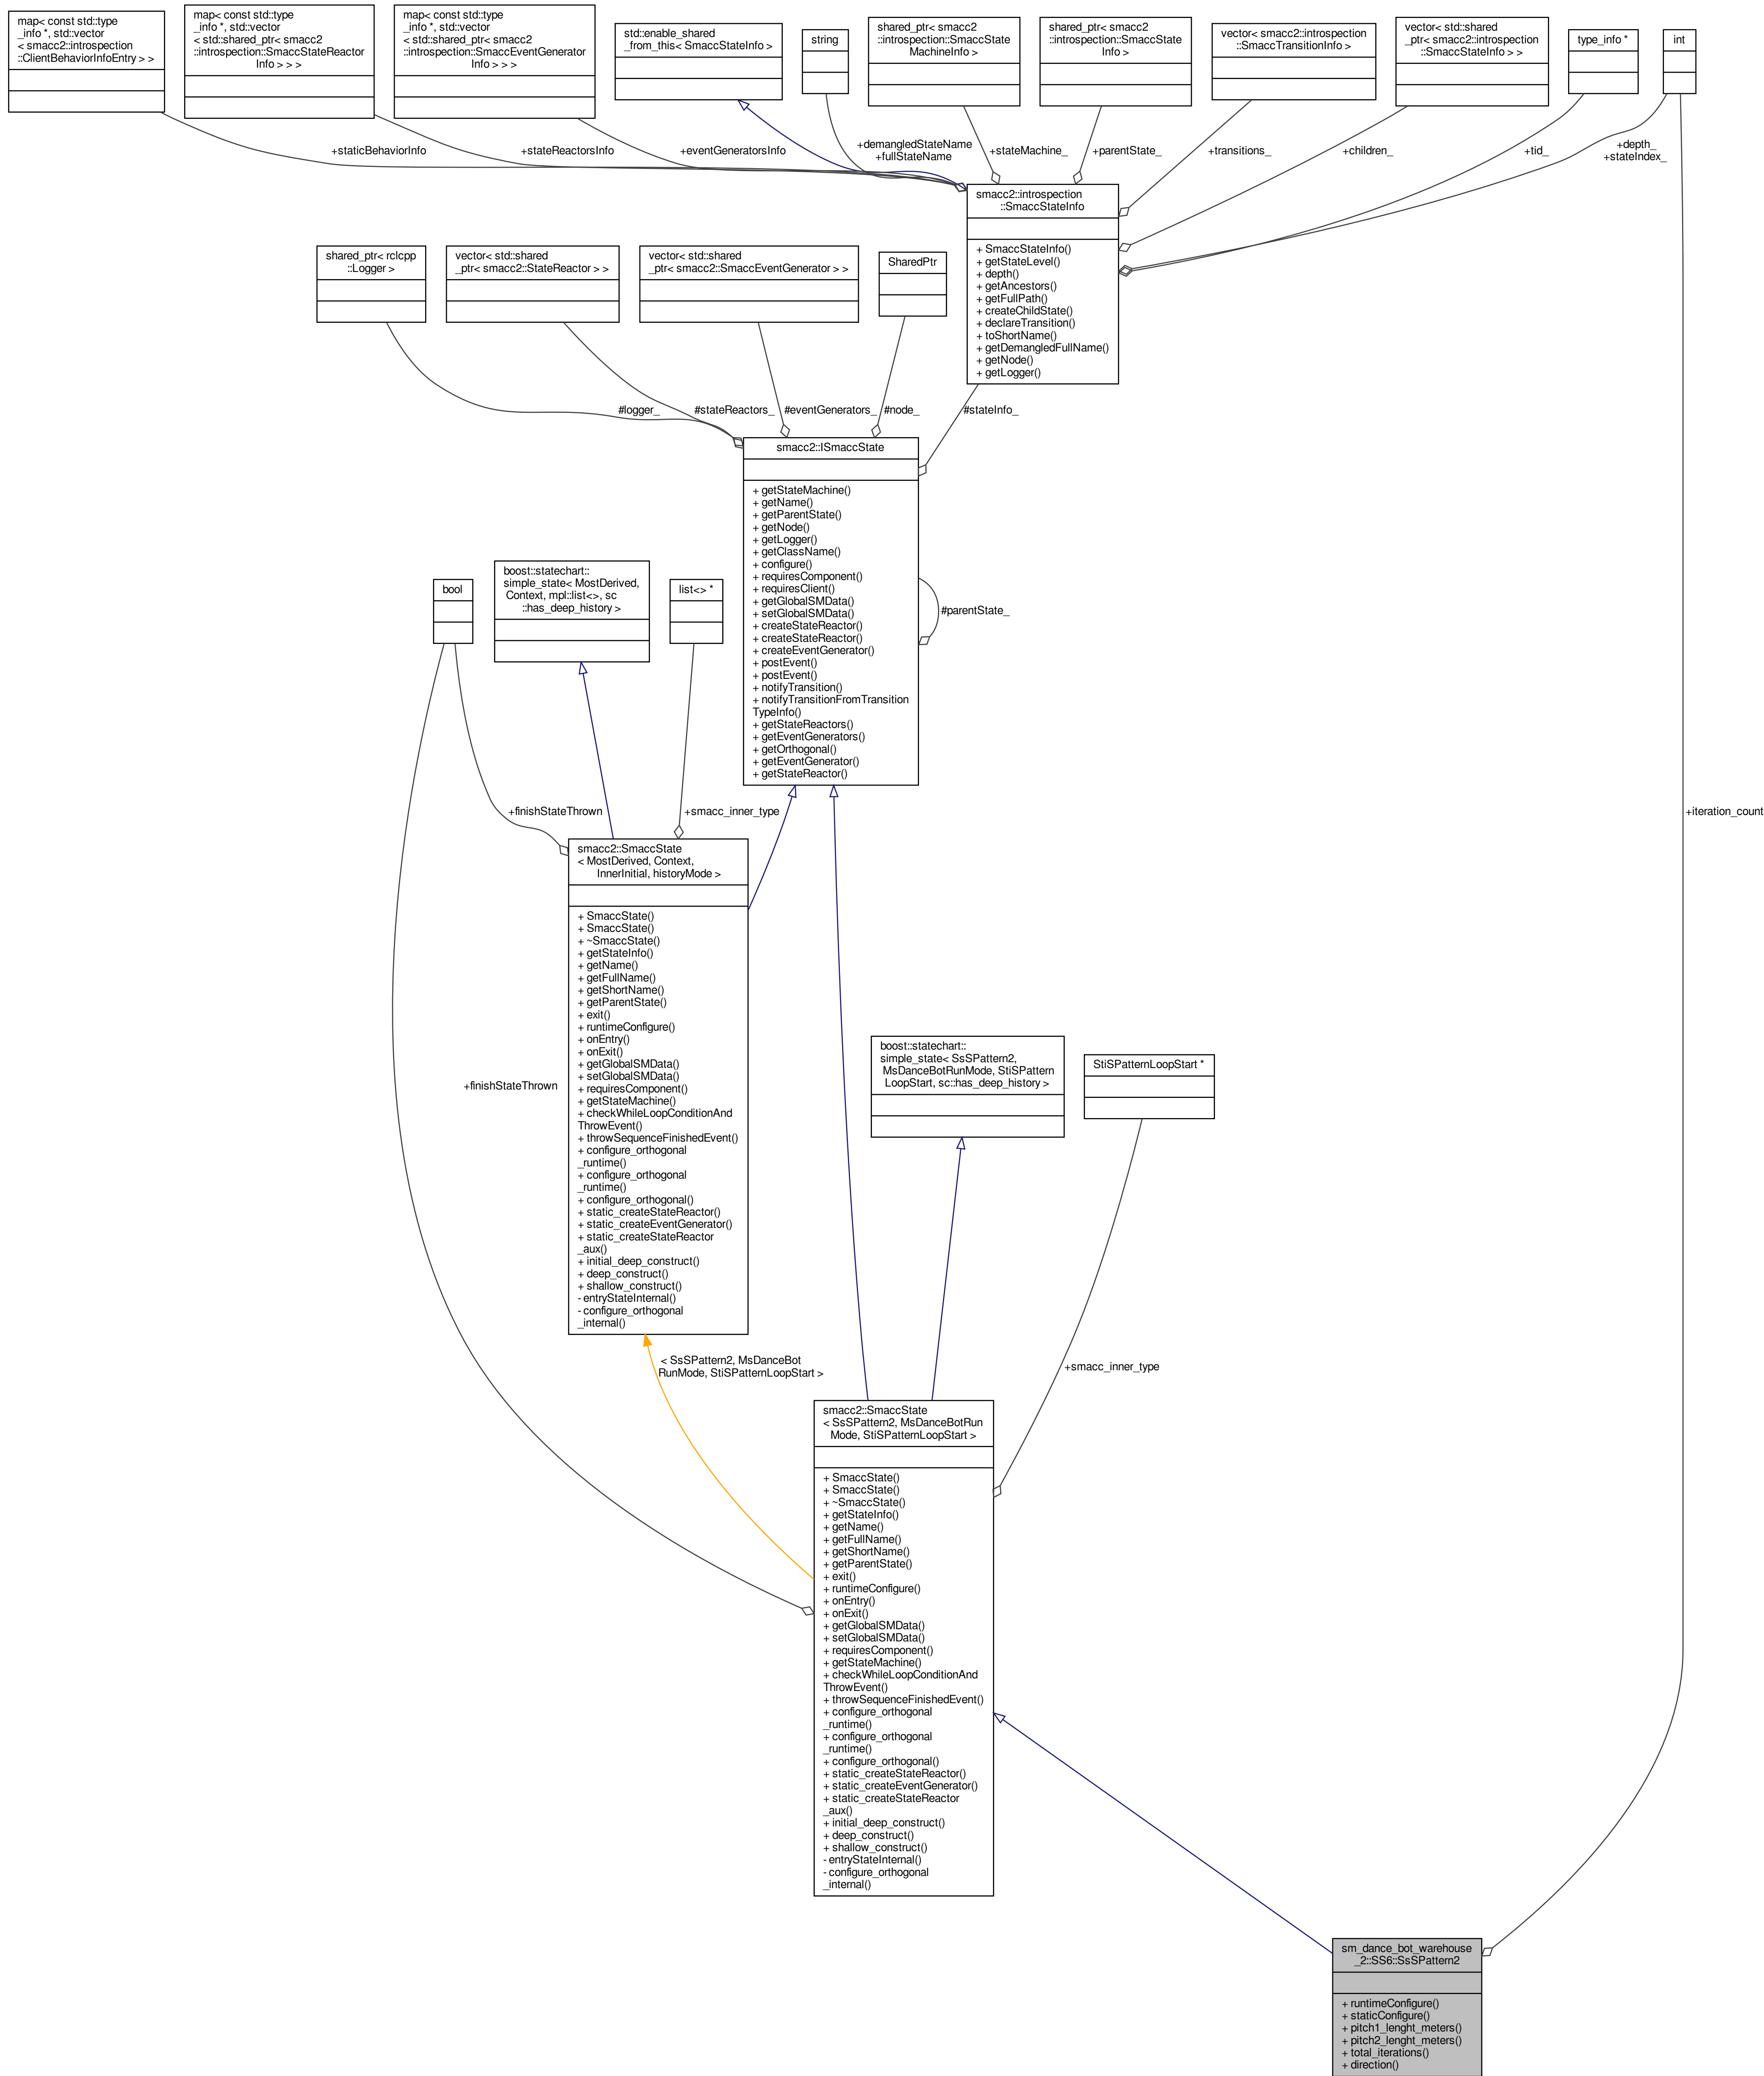 map< const std::type
_info *, std::vector
< smacc2::introspection
::ClientBehaviorInfoEntry > >
map< const std::type
_info *, std::vector
< std::shared_ptr< smacc2
::introspection::SmaccStateReactor
Info > > >
map< const std::type
_info *, std::vector
< std::shared_ptr< smacc2
::introspection::SmaccEventGenerator
Info > > >
std::enable_shared
_from_this< SmaccStateInfo >
string
shared_ptr< smacc2
::introspection::SmaccState
MachineInfo >
shared_ptr< smacc2
::introspection::SmaccState
Info >
vector< smacc2::introspection
::SmaccTransitionInfo >
vector< std::shared
_ptr< smacc2::introspection
::SmaccStateInfo > >
type_info *
int
+staticBehaviorInfo
+stateReactorsInfo
+eventGeneratorsInfo
+demangledStateName
+fullStateName
+stateMachine_
+parentState_
+transitions_
+children_
+tid_
+depth_
+stateIndex_
smacc2::introspection
::SmaccStateInfo
+ SmaccStateInfo()
+ getStateLevel()
+ depth()
+ getAncestors()
+ getFullPath()
+ createChildState()
+ declareTransition()
+ toShortName()
+ getDemangledFullName()
+ getNode()
+ getLogger()
shared_ptr< rclcpp
::Logger >
vector< std::shared
_ptr< smacc2::StateReactor > >
vector< std::shared
_ptr< smacc2::SmaccEventGenerator > >
SharedPtr
#logger_
#stateReactors_
#eventGenerators_
#node_
#stateInfo_
smacc2::ISmaccState
+ getStateMachine()
+ getName()
+ getParentState()
+ getNode()
+ getLogger()
+ getClassName()
+ configure()
+ requiresComponent()
+ requiresClient()
+ getGlobalSMData()
+ setGlobalSMData()
+ createStateReactor()
+ createStateReactor()
+ createEventGenerator()
+ postEvent()
+ postEvent()
+ notifyTransition()
+ notifyTransitionFromTransition
TypeInfo()
+ getStateReactors()
+ getEventGenerators()
+ getOrthogonal()
+ getEventGenerator()
+ getStateReactor()
#parentState_
bool
boost::statechart::
simple_state< MostDerived,
Context, mpl::list<>, sc
::has_deep_history >
list<> *
+finishStateThrown
+smacc_inner_type
+iteration_count
smacc2::SmaccState
< MostDerived, Context,
InnerInitial, historyMode >
+ SmaccState()
+ SmaccState()
+ ~SmaccState()
+ getStateInfo()
+ getName()
+ getFullName()
+ getShortName()
+ getParentState()
+ exit()
+ runtimeConfigure()
+ onEntry()
+ onExit()
+ getGlobalSMData()
+ setGlobalSMData()
+ requiresComponent()
+ getStateMachine()
+ checkWhileLoopConditionAnd
ThrowEvent()
+ throwSequenceFinishedEvent()
+ configure_orthogonal
_runtime()
+ configure_orthogonal
_runtime()
+ configure_orthogonal()
+ static_createStateReactor()
+ static_createEventGenerator()
+ static_createStateReactor
_aux()
+ initial_deep_construct()
+ deep_construct()
+ shallow_construct()
- entryStateInternal()
- configure_orthogonal
_internal()
+finishStateThrown
boost::statechart::
simple_state< SsSPattern2,
MsDanceBotRunMode, StiSPattern
LoopStart, sc::has_deep_history >
StiSPatternLoopStart *
< SsSPattern2, MsDanceBot
RunMode, StiSPatternLoopStart >
+smacc_inner_type
smacc2::SmaccState
< SsSPattern2, MsDanceBotRun
Mode, StiSPatternLoopStart >
+ SmaccState()
+ SmaccState()
+ ~SmaccState()
+ getStateInfo()
+ getName()
+ getFullName()
+ getShortName()
+ getParentState()
+ exit()
+ runtimeConfigure()
+ onEntry()
+ onExit()
+ getGlobalSMData()
+ setGlobalSMData()
+ requiresComponent()
+ getStateMachine()
+ checkWhileLoopConditionAnd
ThrowEvent()
+ throwSequenceFinishedEvent()
+ configure_orthogonal
_runtime()
+ configure_orthogonal
_runtime()
+ configure_orthogonal()
+ static_createStateReactor()
+ static_createEventGenerator()
+ static_createStateReactor
_aux()
+ initial_deep_construct()
+ deep_construct()
+ shallow_construct()
- entryStateInternal()
- configure_orthogonal
_internal()
sm_dance_bot_warehouse
_2::SS6::SsSPattern2
+ runtimeConfigure()
+ staticConfigure()
+ pitch1_lenght_meters()
+ pitch2_lenght_meters()
+ total_iterations()
+ direction()